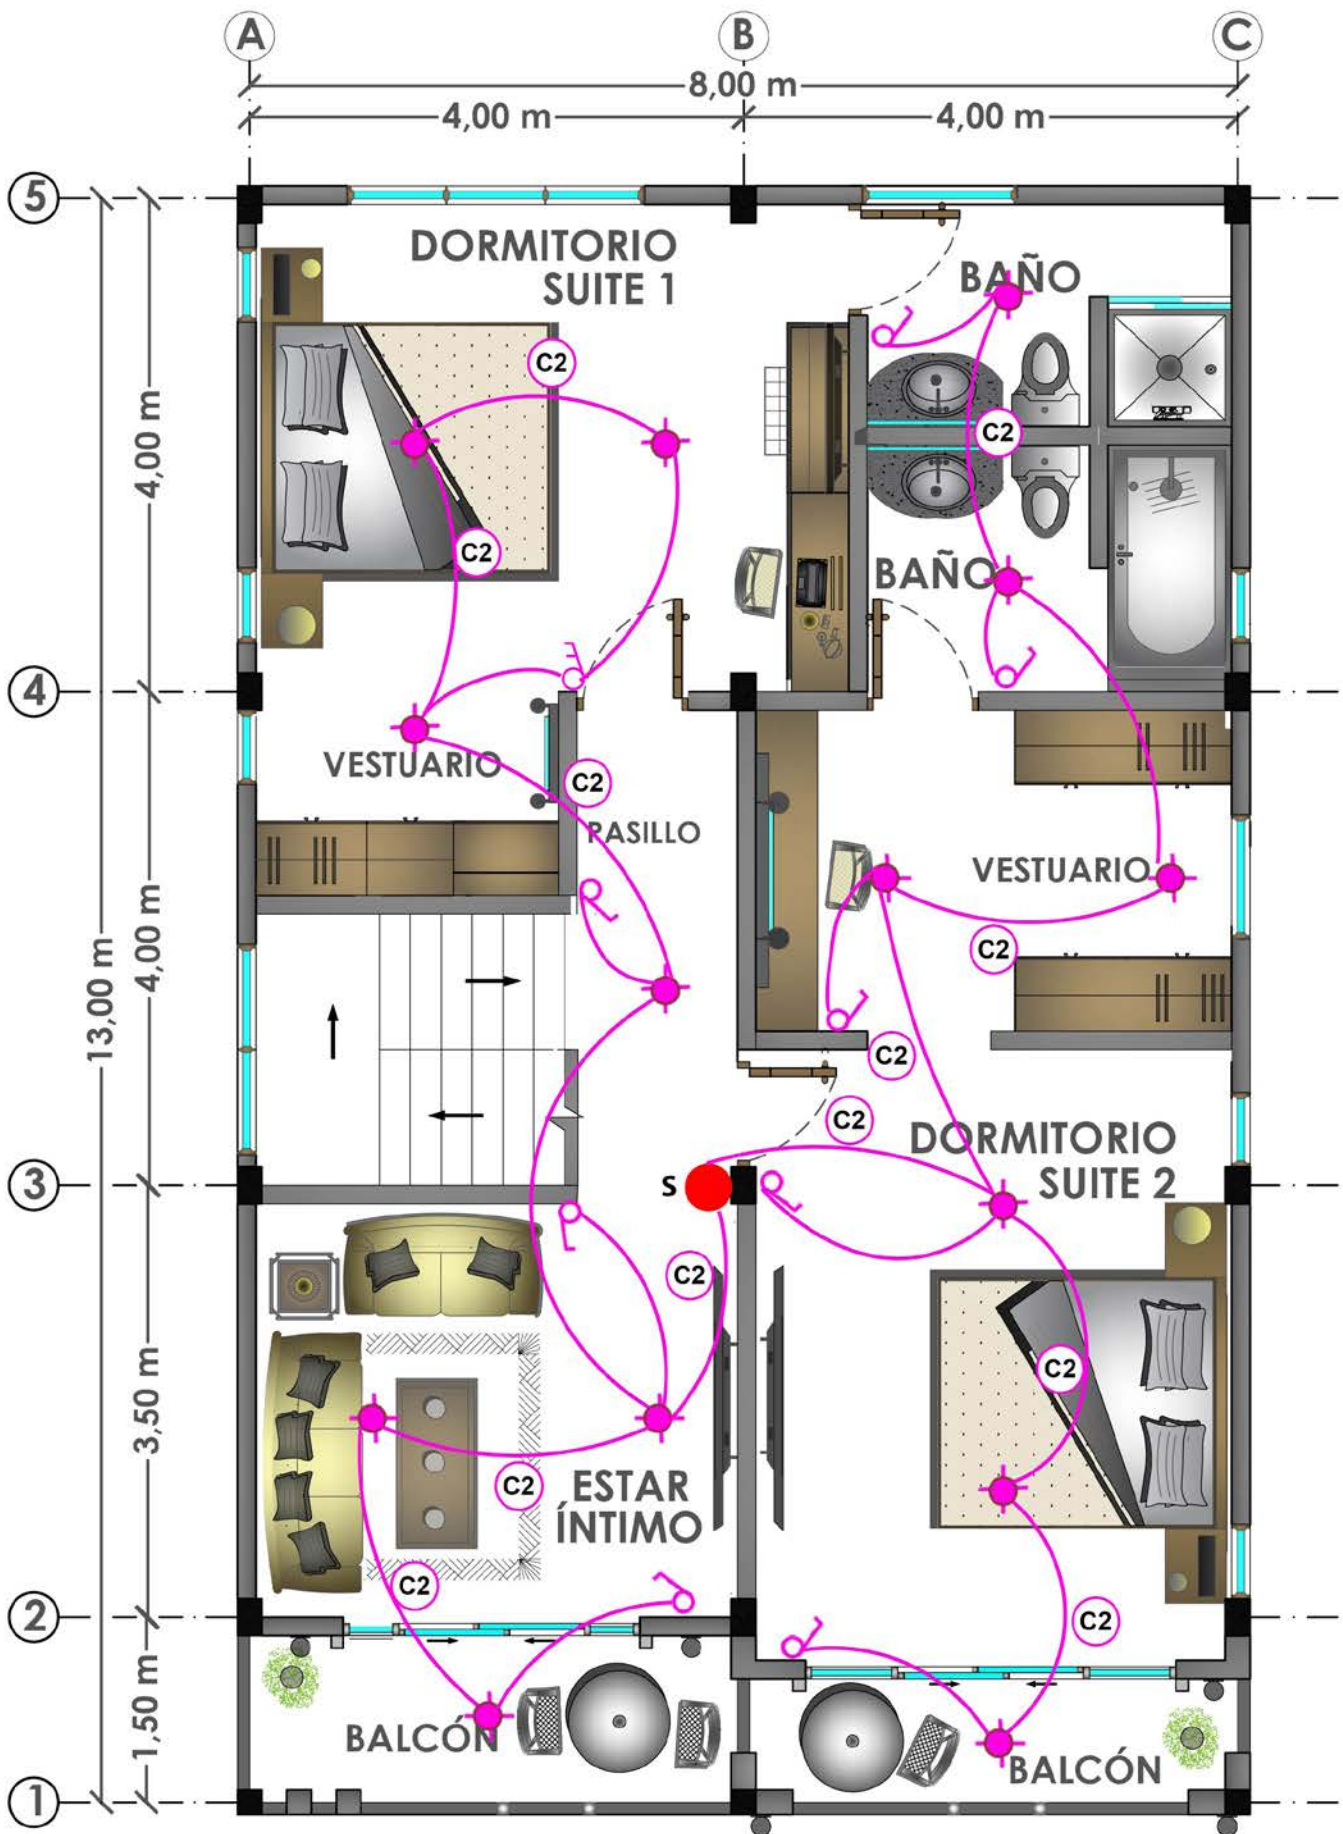 A
B
C
8,00 m
4,00 m
4,00 m
5
DORMITORIO
SUITE 1
BAÑO
C2
4,00 m
C2
C2
BAÑO
4
VESTUARIO
C2
PASILLO
VESTUARIO
4,00 m
C2
13,00 m
C2
C2
DORMITORIO
SUITE 2
3
S
C2
3,50 m
C2
C2
ESTAR
ÍNTIMO
C2
2
C2
1,50 m
BALCÓN
BALCÓN
1